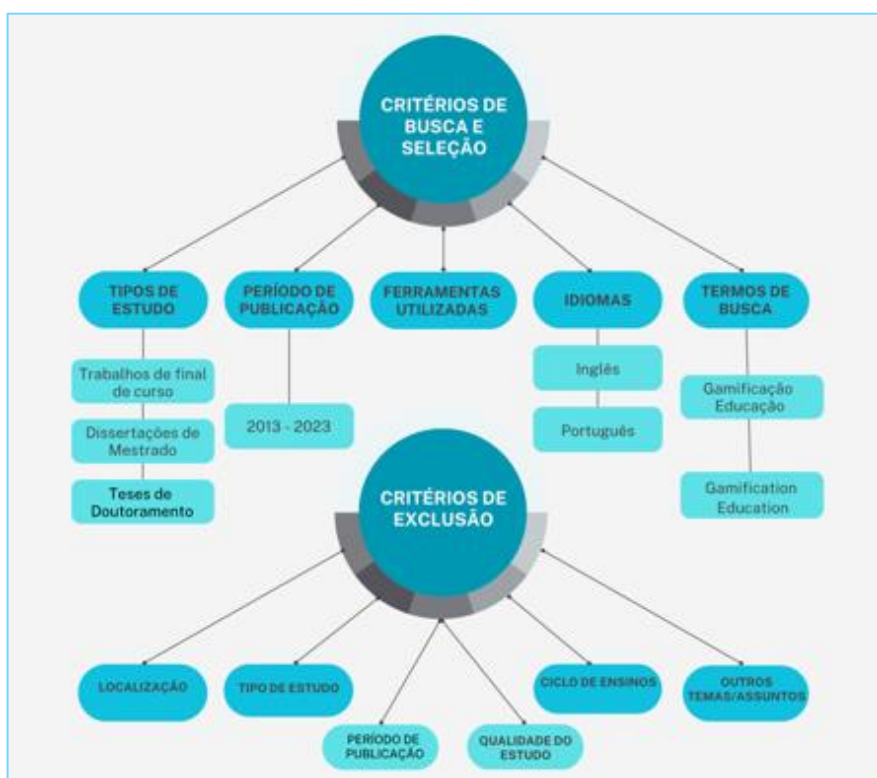 CRITÉRIOS DE
BUSCA E
SELEÇÃO
TIPOS DE
ESTUDO
Trabalhos de final
de curso
Dissertações de
Mestrado
Teses de
Doutoramento
PERÍODO DE
PUBLICAÇÃO
2013 - 2023
FERRAMENTAS
UTILIZADAS
IDIOMAS
Inglês
Português
TERMOS DE
BUSCA
Gamificação
Educação
Gamification
Education
CRITÉRIOS DE
EXCLUSÃO
LOCALIZAÇÃO
TIPO DE ESTUDO
PERÍODO DE
PUBLICAÇÃO
QUALIDADE DO
ESTUDO
CICLO DE ENSINOS
OUTROS
TEMAS/ASSUNTOS